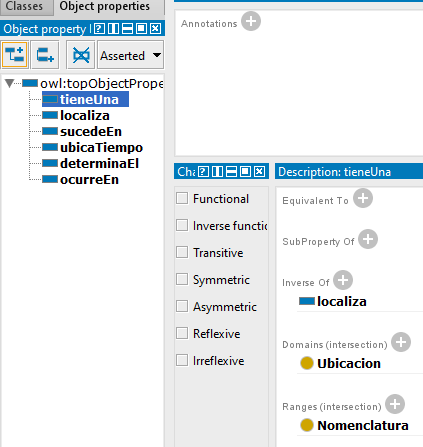 Classes Object properties
Object property l
Asserted
owl:topObjectPrope
tieneUna
localiza
sucedeEn
ubicaTiempo
determinaEl
ocurreEn
Annotations
Cha
Functional
Inverse functio
Transitive
Symmetric
Asymmetric
Reflexive
Irreflexive
Description: tieneUna
Equivalent To
SubProperty Of
Inverse Of
localiza
Domains (intersection)
Ubicacion
Ranges (intersection)
Nomenclatura